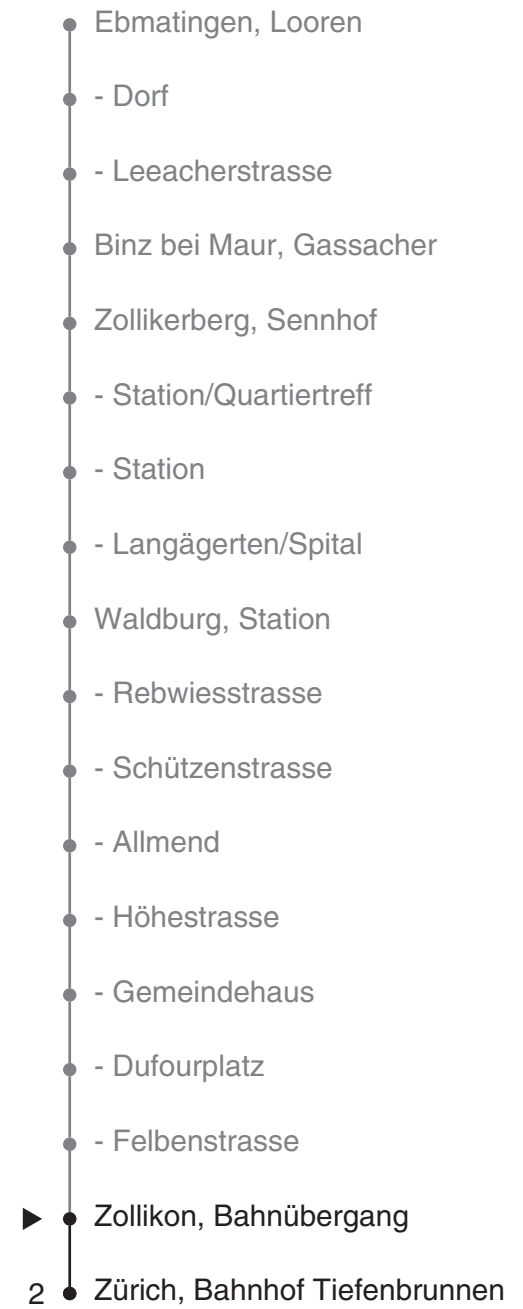 Ebmatingen, Looren
- Dorf
- Leeacherstrasse
Binz bei Maur, Gassacher
Zollikerberg, Sennhof
- Station/Quartiertreff
- Station
- Langägerten/Spital
Waldburg, Station
- Rebwiesstrasse
- Schützenstrasse
- Allmend
- Höhestrasse
- Gemeindehaus
- Dufourplatz
- Felbenstrasse
Zollikon, Bahnübergang
2 Zürich, Bahnhof Tiefenbrunnen